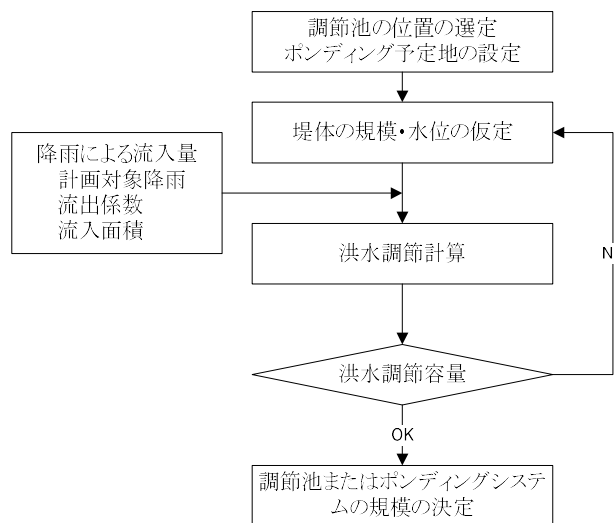 調節池の位置の選定
ポンディング予定地の設定
堤体の規模・水位の仮定
降雨による流入量
計画対象降雨
流出係数
流入面積
洪水調節計算
N
洪水調節容量
OK
調節池またはポンディングシステ
ムの規模の決定